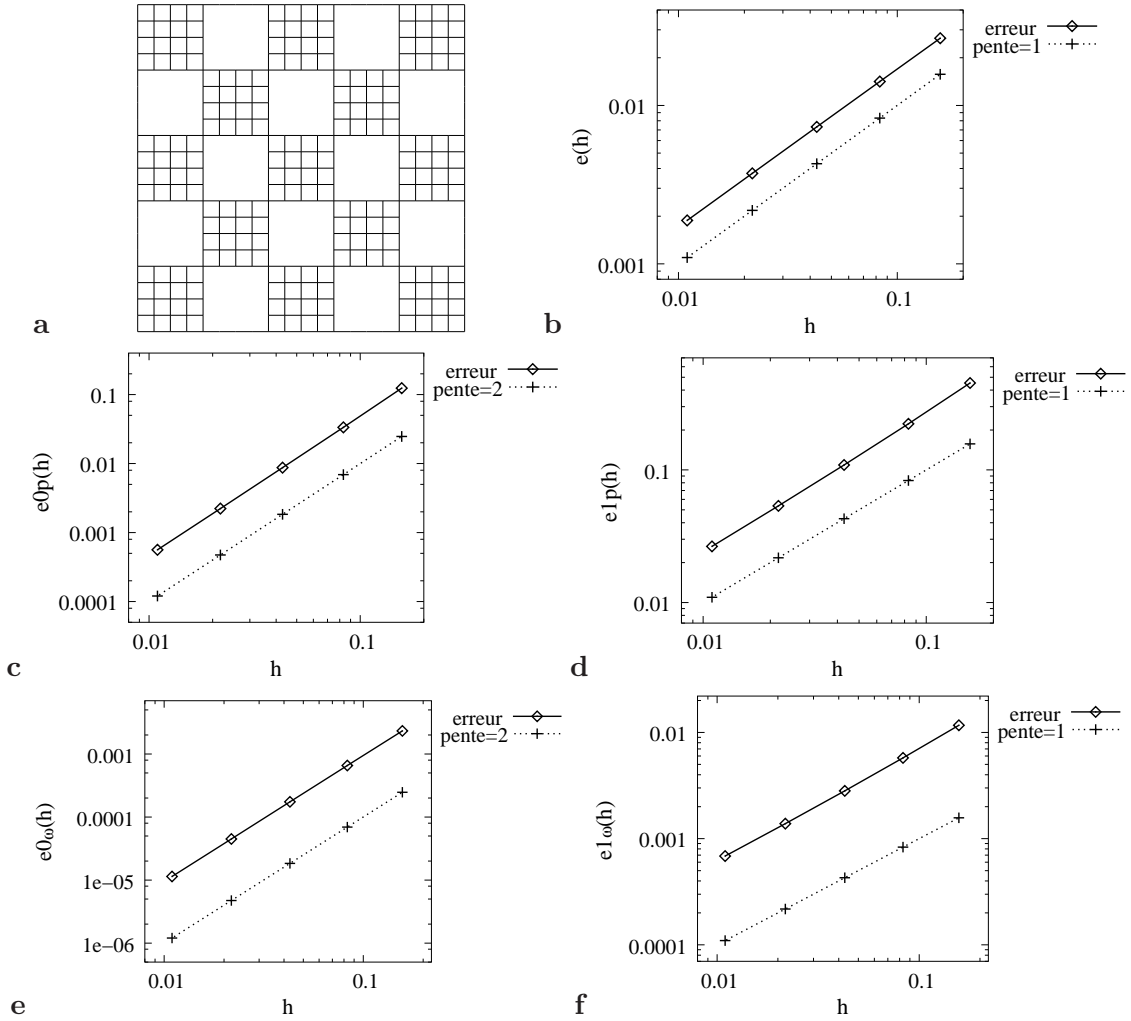 a
erreur
pente=1
0.01
0.001
e(h)
0.01
0.1
h
b
erreur
pente=2
0.1
0.01
0.001
0.0001
e0p(h)
0.01
0.1
h
c
erreur
pente=1
0.1
0.01
e1p(h)
0.01
0.1
h
d
erreur
pente=2
0.001
0.0001
1e−05
1e−06
e0ω(h)
0.01
0.1
h
e
erreur
pente=1
0.01
0.001
0.0001
e1ω(h)
0.01
0.1
h
f